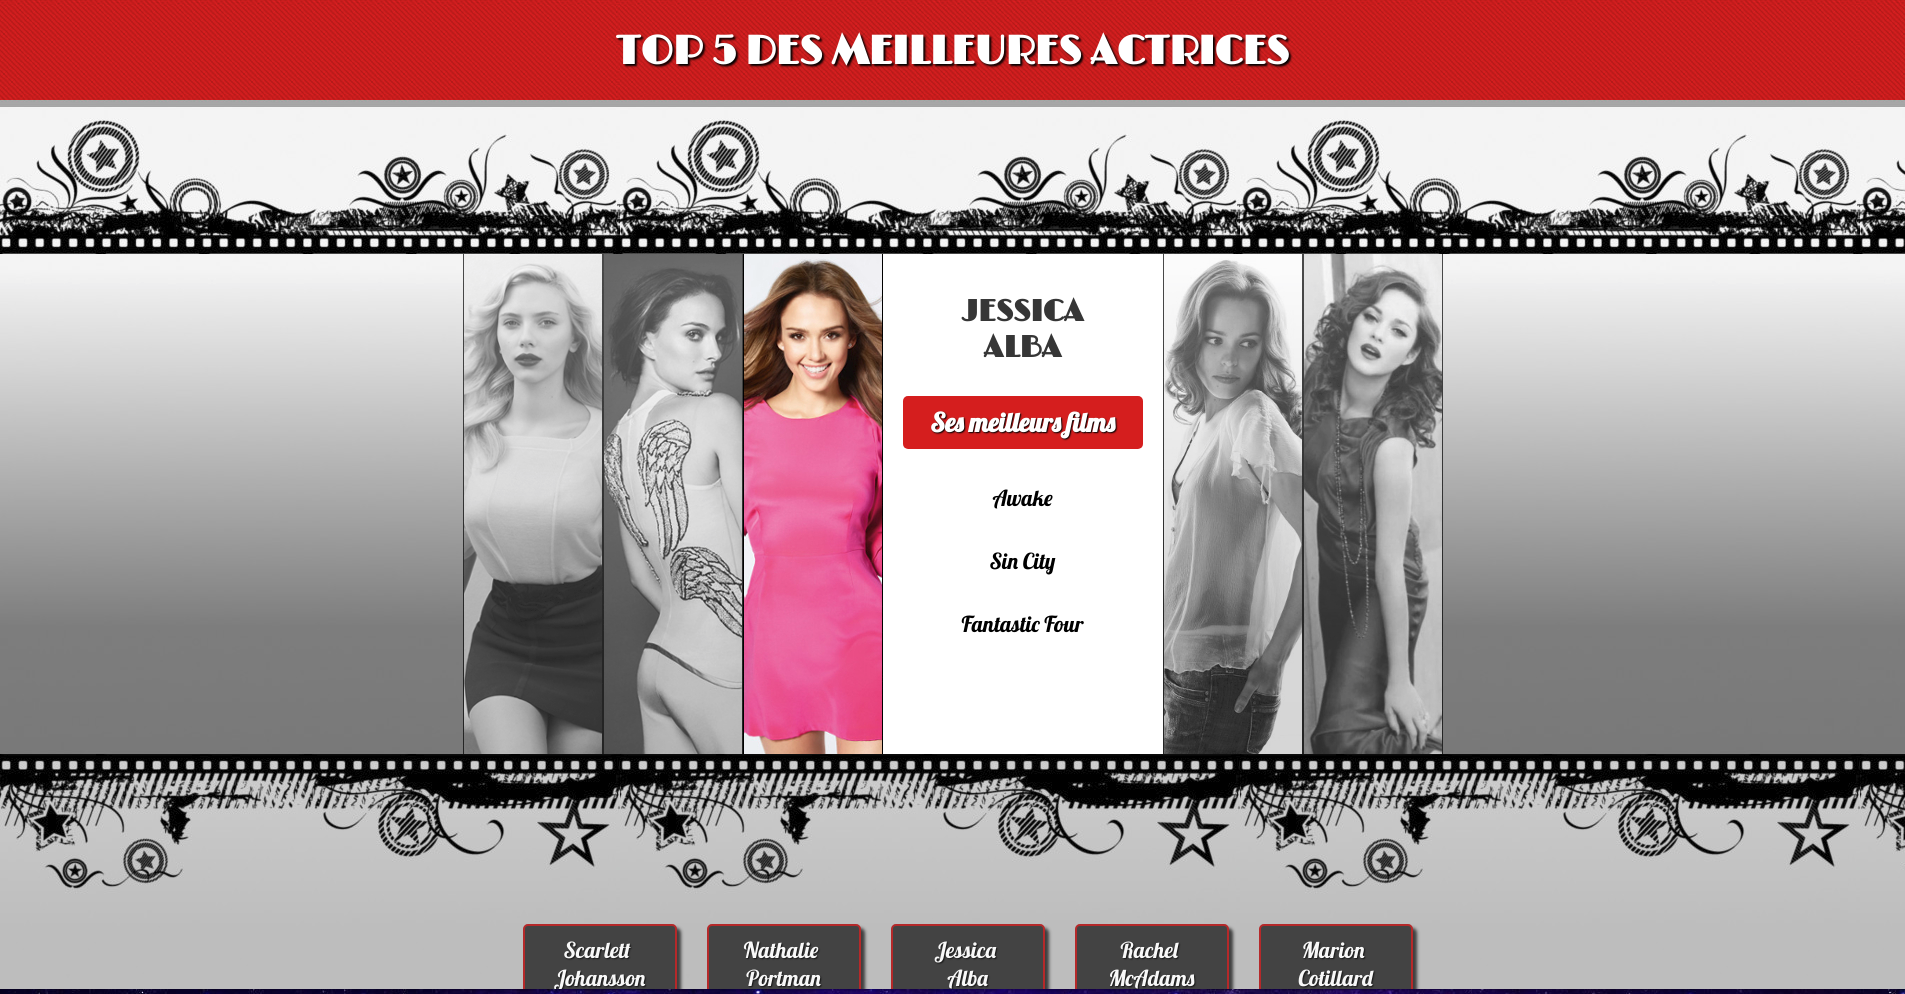 TOP 5 DES MEILLEURES ACTRICES
JESSICA
ALBA
Ses meilleurs films
Awake
Sin City
Fantastic Four
Scarlett
Johansson
Nathalie
Portman
Jessica
Alba
Rachel
McAdams
Marion
Cotillard